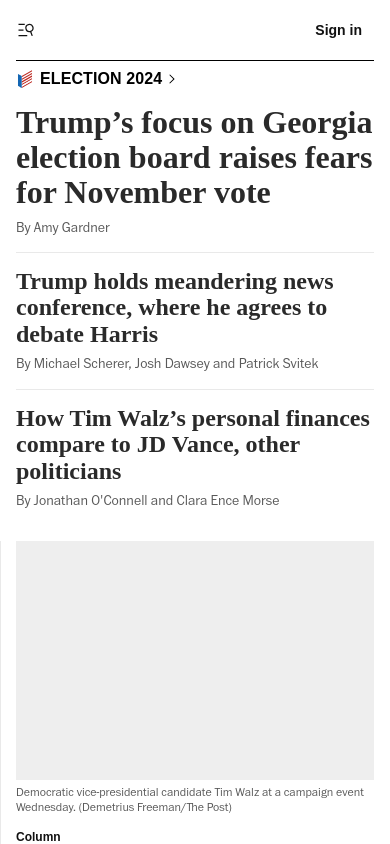 Sign in
ELECTION 2024
Trump’s focus on Georgia
election board raises fears
for November vote
By Amy Gardner
Trump holds meandering news
conference, where he agrees to
debate Harris
By Michael Scherer, Josh Dawsey and Patrick Svitek
How Tim Walz’s personal finances
compare to JD Vance, other
politicians
By Jonathan O'Connell and Clara Ence Morse
Democratic vice-presidential candidate Tim Walz at a campaign event
Wednesday. (Demetrius Freeman/The Post)
Column